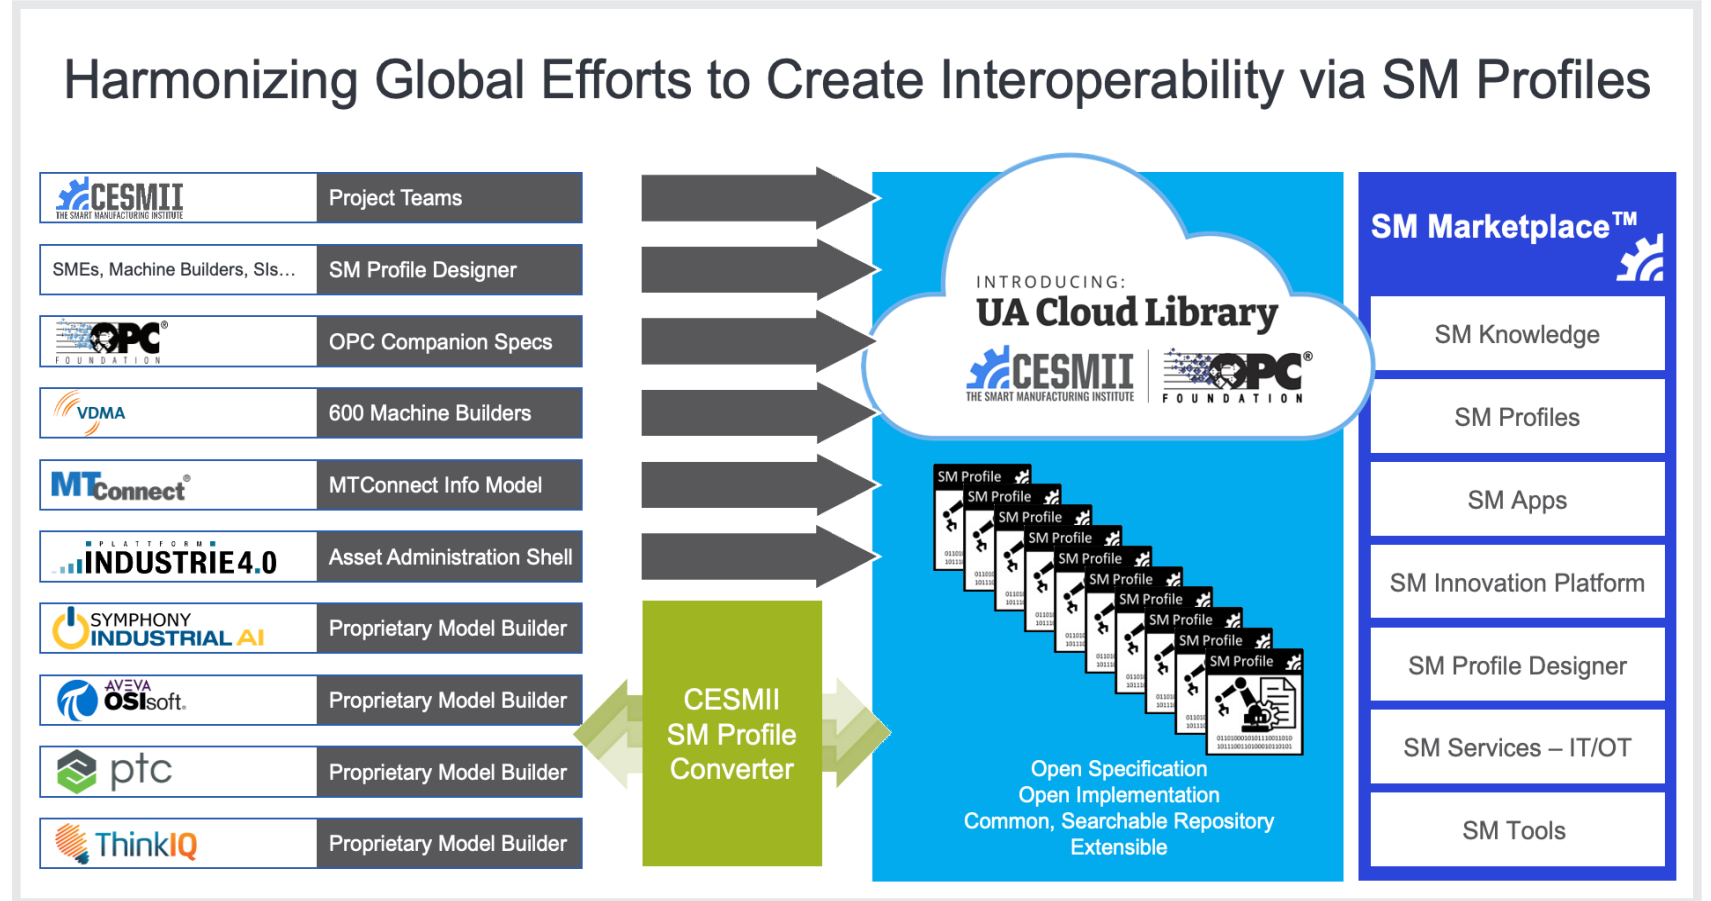 Harmonizing Global Efforts to Create Interoperability via SM Profiles
CESMII
THE SMART MANUFACTURING INSTITUTE
Project Teams
SMEs, Machine Builders, SIs...
SM Profile Designer
OPC®
FOUNDATION
OPC Companion Specs
VDMA
600 Machine Builders
MTConnect®
MTConnect Info Model
PLATTFORM
INDUSTRIE4.0
Asset Administration Shell
SYMPHONY
INDUSTRIAL AI
Proprietary Model Builder
AVEVA
OSIsoft.
Proprietary Model Builder
ptc
Proprietary Model Builder
ThinkIQ
Proprietary Model Builder
CESMII
SM Profile
Converter
INTRODUCING:
UA Cloud Library
CESMII
THE SMART MANUFACTURING INSTITUTE
OPC®
FOUNDATION
SM Profile
SM Profile
SM Profile
SM Profile
SM Profile
SM Profile
SM Profile
SM Profile
SM Profile
SM Profile
Open Specification
Open Implementation
Common, Searchable Repository
Extensible
SM Marketplace™
SM Knowledge
SM Profiles
SM Apps
SM Innovation Platform
SM Profile Designer
SM Services – IT/OT
SM Tools